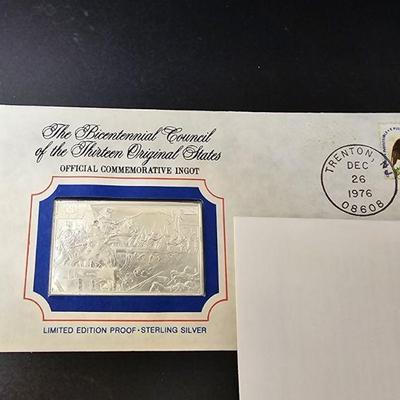 The Bicentennial Council
of the Thirteen Original States
OFFICIAL COMMEMORATIVE INGOT
TRENTON, NJ
DEC
26
1976
08608
LIMITED EDITION PROOF · STERLING SILVER